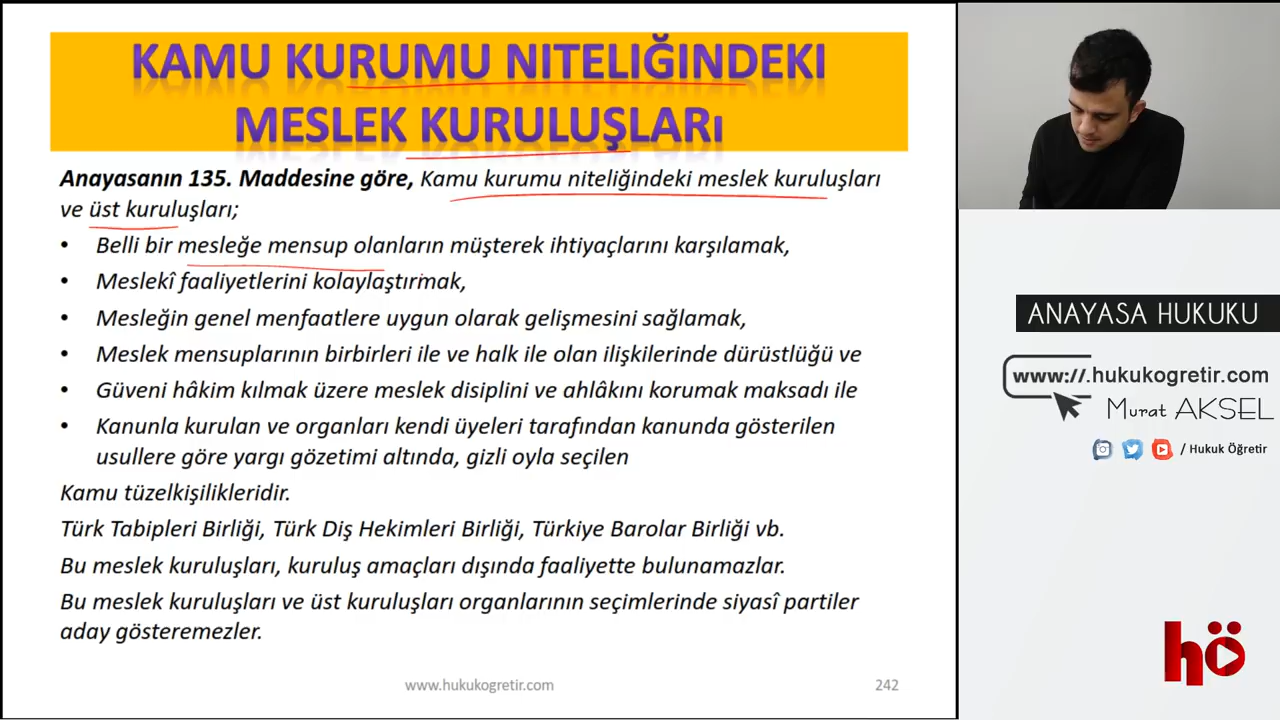 KAMU KURUMU NITELIĞINDEKI
MESLEK KURULUŞLARı
Anayasanın 135. Maddesine göre, Kamu kurumu niteliğindeki meslek kuruluşları
ve üst kuruluşları;
• Belli bir mesleğe mensup olanların müşterek ihtiyaçlarını karşılamak,
• Meslekî faaliyetlerini kolaylaştırmak,
• Mesleğin genel menfaatlere uygun olarak gelişmesini sağlamak,
• Meslek mensuplarının birbirleri ile ve halk ile olan ilişkilerinde dürüstlüğü ve
• Güveni hâkim kılmak üzere meslek disiplini ve ahlâkını korumak maksadı ile
• Kanunla kurulan ve organları kendi üyeleri tarafından kanunda gösterilen
usullere göre yargı gözetimi altında, gizli oyla seçilen
Kamu tüzelkişilikleridir.
Türk Tabipleri Birliği, Türk Diş Hekimleri Birliği, Türkiye Barolar Birliği vb.
Bu meslek kuruluşları, kuruluş amaçları dışında faaliyette bulunamazlar.
Bu meslek kuruluşları ve üst kuruluşları organlarının seçimlerinde siyasî partiler
aday gösteremezler.
www.hukukogretir.com
242
ANAYASA HUKUKU
www://.hukukogretir.com
Murat AKSEL
/ Hukuk Öğretir
hö